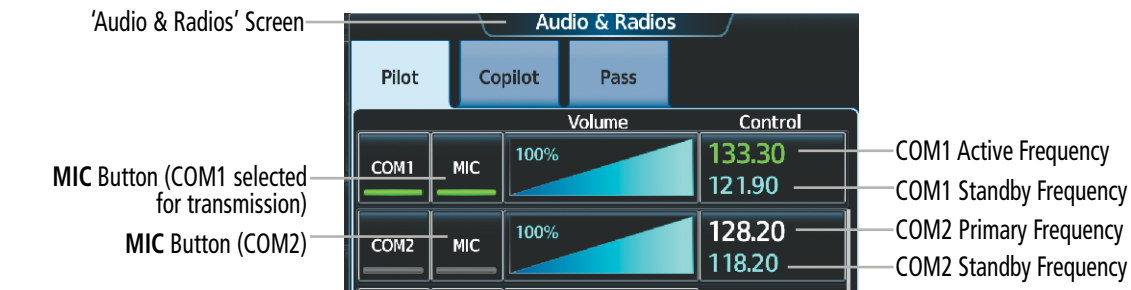 'Audio & Radios' Screen
Audio & Radios
Pilot
Copilot
Pass
Volume
Control
COM1
MIC
100%
133.30
121.90
COM1 Active Frequency
COM1 Standby Frequency
MIC Button (COM1 selected
for transmission)
COM2
MIC
100%
128.20
118.20
MIC Button (COM2)
COM2 Primary Frequency
COM2 Standby Frequency